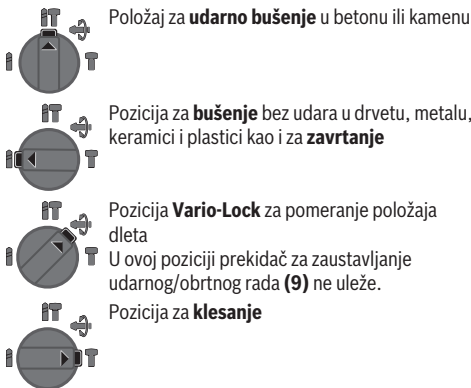 Položaj za udarno bušenje u betonu ili kamenu
Pozicija za bušenje bez udara u drvetu, metalu,
keramici i plastici kao i za zavrtanje
Pozicija Vario-Lock za pomeranje položaja
dleta
U ovoj poziciji prekidač za zaustavljanje
udarnog/obrtnog rada (9) ne uleže.
Pozicija za klesanje